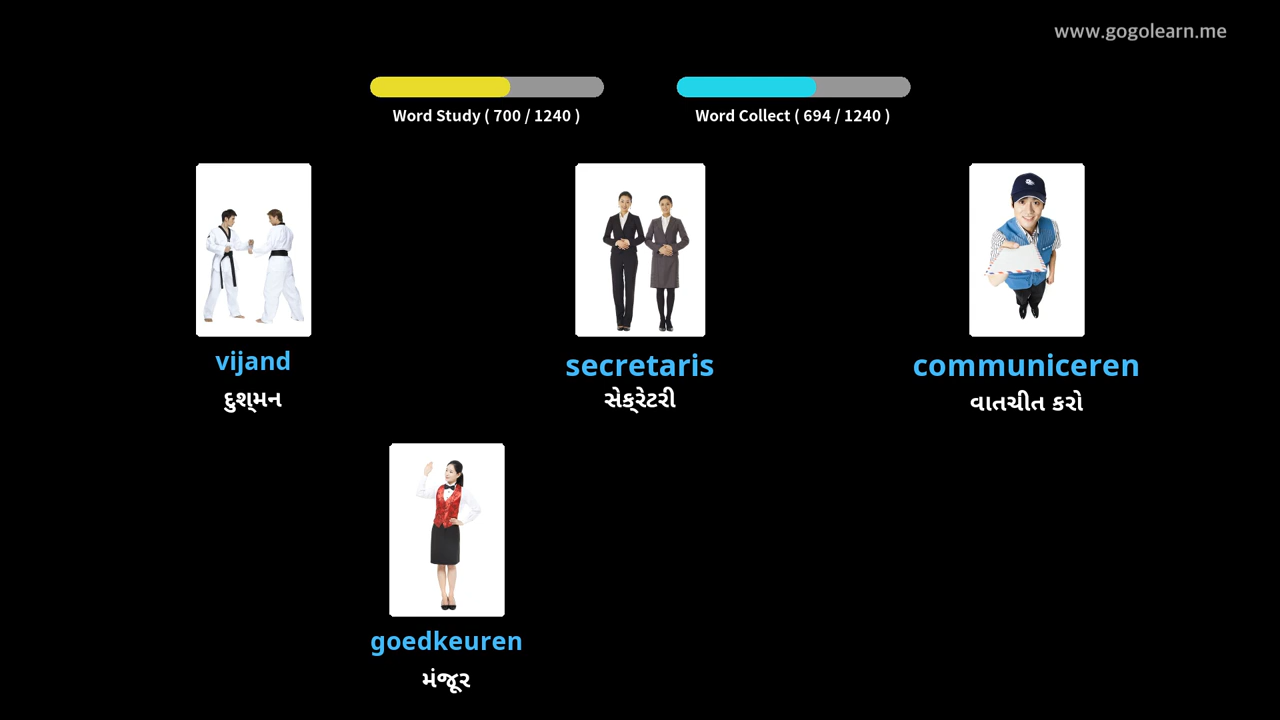 www.gogolearn.me
Word Study ( 700 / 1240 )
Word Collect ( 694 / 1240 )
vijand
દુશ્મન
secretaris
સેક્રેટરી
communiceren
વાતચીત કરો
goedkeuren
મંજૂર